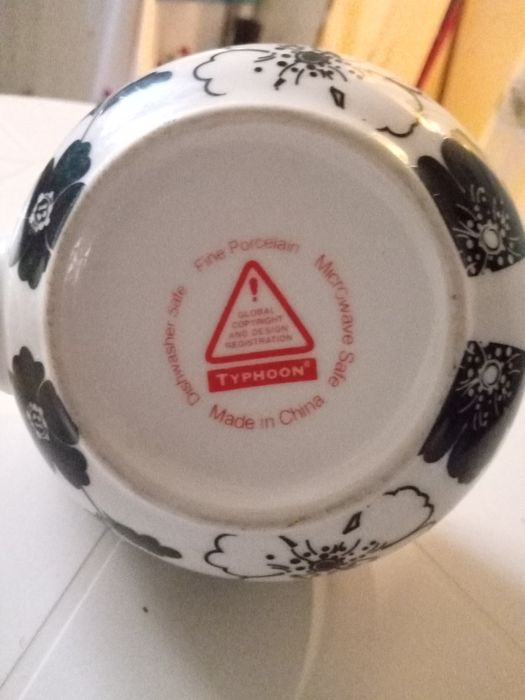 Fine Porcelain
Microwave Safe
Made in China
Dishwasher Safe
!
GLOBAL
COPYRIGHT
AND DESIGN
REGISTRATION
TYPHOON®